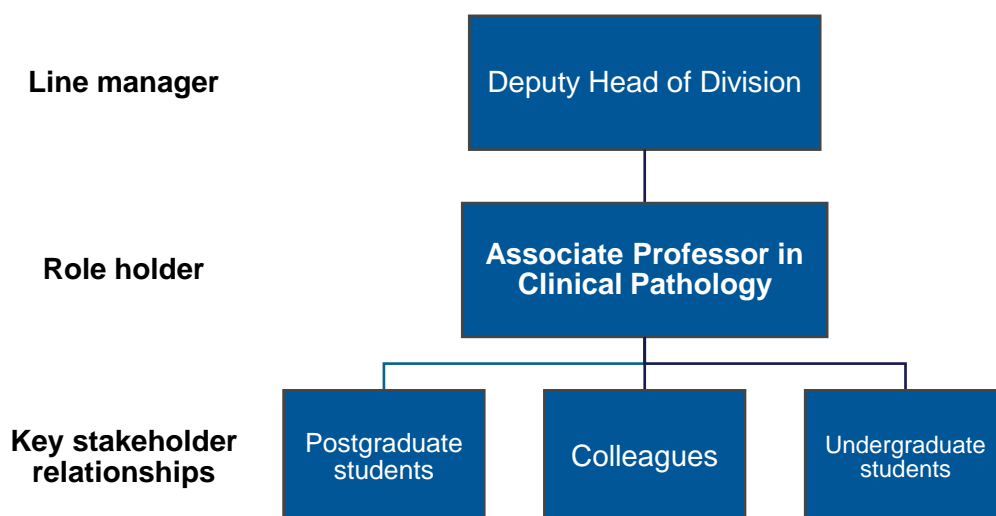 Line manager
Deputy Head of Division
Role holder
Associate Professor in
Clinical Pathology
Key stakeholder
relationships
Postgraduate
students
Colleagues
Undergraduate
students